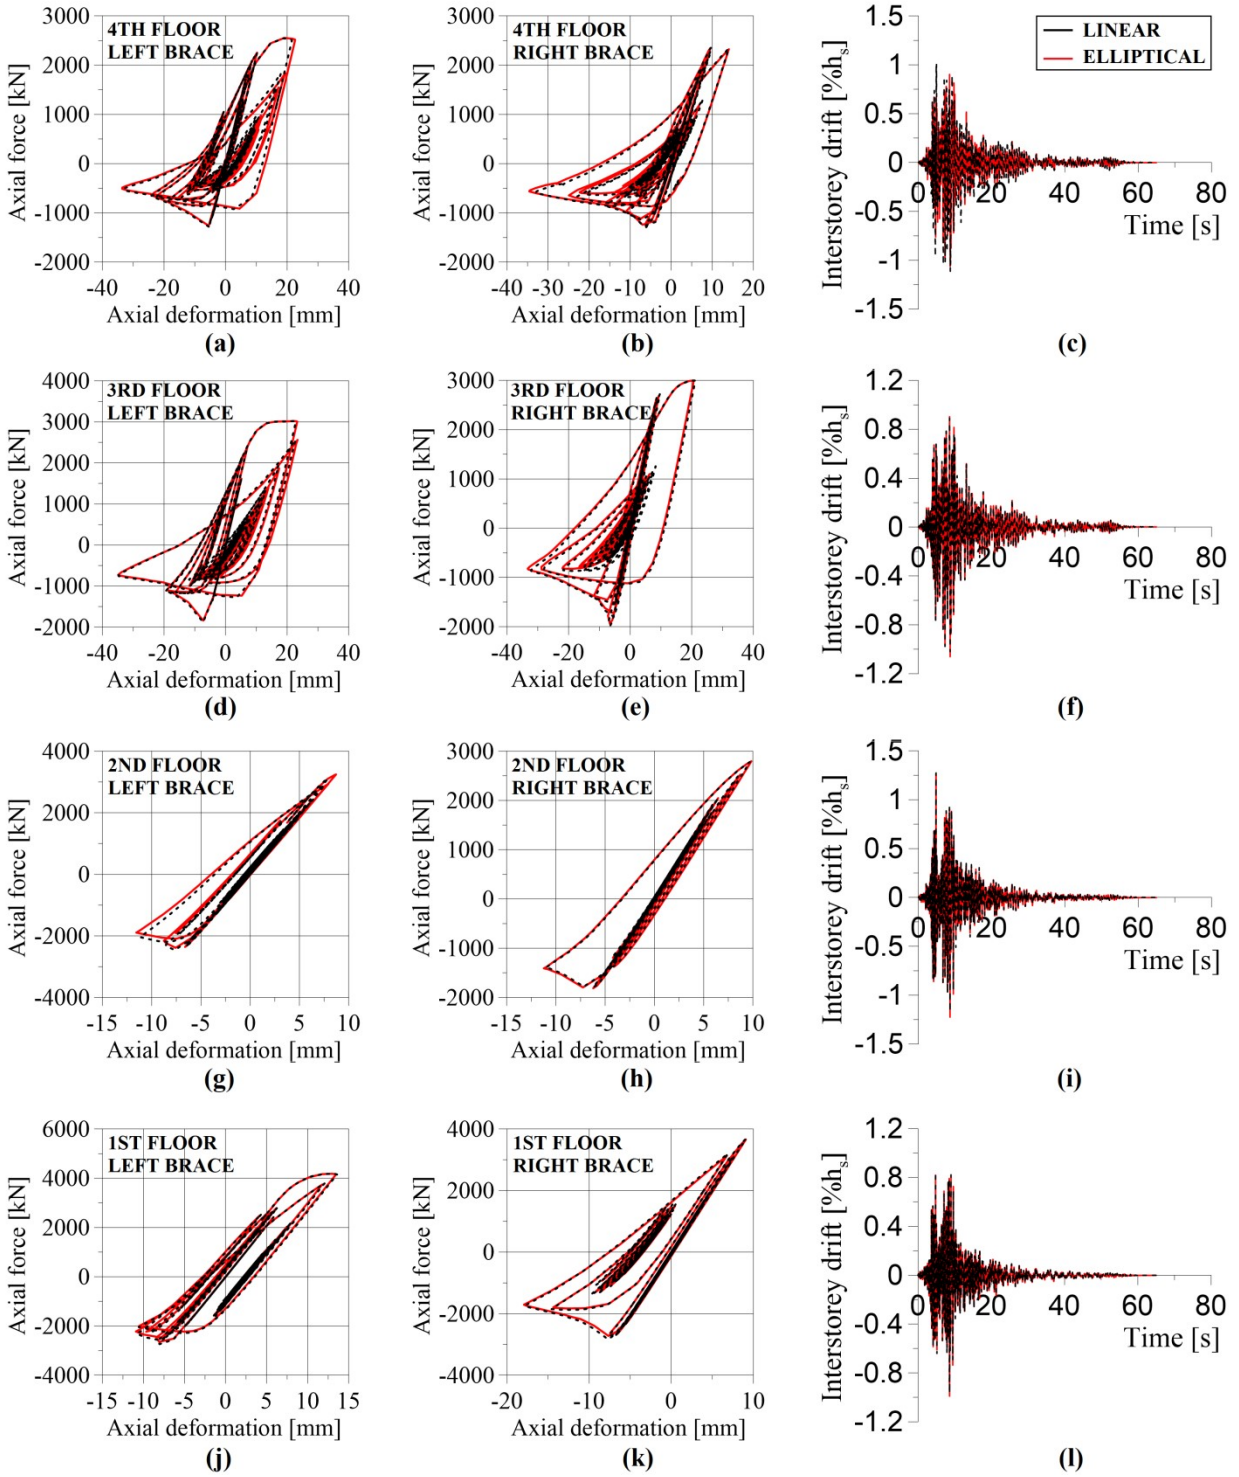 4TH FLOOR
LEFT BRACE
3000
2000
1000
0
-1000
-2000
Axial force [kN]
-40 -20 0 20 40
Axial deformation [mm]
(a)
4TH FLOOR
RIGHT BRACE
3000
2000
1000
0
-1000
-2000
Axial force [kN]
-40 -30 -20 -10 0 10 20
Axial deformation [mm]
(b)
LINEAR
ELLIPTICAL
1.5
1
0.5
0
-0.5
-1
-1.5
Interstorey drift [%hs]
0 20 40 60 80
Time [s]
(c)
3RD FLOOR
LEFT BRACE
4000
3000
2000
1000
0
-1000
-2000
Axial force [kN]
-40 -20 0 20 40
Axial deformation [mm]
(d)
3RD FLOOR
RIGHT BRACE
3000
2000
1000
0
-1000
-2000
Axial force [kN]
-40 -20 0 20 40
Axial deformation [mm]
(e)
1.2
0.8
0.4
0
-0.4
-0.8
-1.2
Interstorey drift [%hs]
0 20 40 60 80
Time [s]
(f)
2ND FLOOR
LEFT BRACE
4000
2000
0
-2000
-4000
Axial force [kN]
-15 -10 -5 0 5 10
Axial deformation [mm]
(g)
2ND FLOOR
RIGHT BRACE
3000
2000
1000
0
-1000
-2000
Axial force [kN]
-15 -10 -5 0 5 10
Axial deformation [mm]
(h)
1.5
1
0.5
0
-0.5
-1
-1.5
Interstorey drift [%hs]
0 20 40 60 80
Time [s]
(i)
1ST FLOOR
LEFT BRACE
6000
4000
2000
0
-2000
-4000
Axial force [kN]
-15 -10 -5 0 5 10 15
Axial deformation [mm]
(j)
1ST FLOOR
RIGHT BRACE
4000
2000
0
-2000
-4000
Axial force [kN]
-20 -10 0 10
Axial deformation [mm]
(k)
1.2
0.8
0.4
0
-0.4
-0.8
-1.2
Interstorey drift [%hs]
0 20 40 60 80
Time [s]
(l)